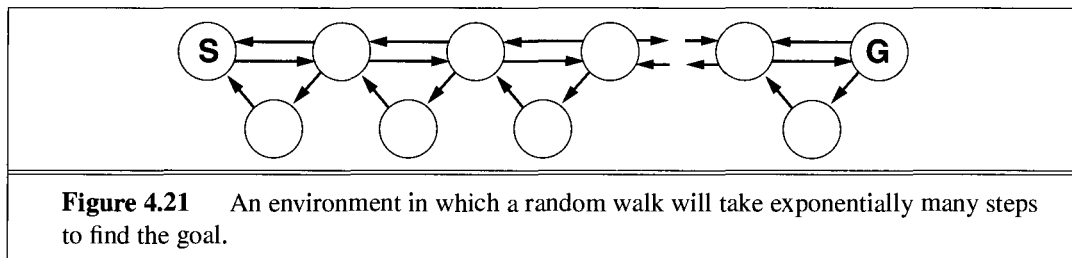 S
G
Figure 4.21 An environment in which a random walk will take exponentially many steps
to find the goal.